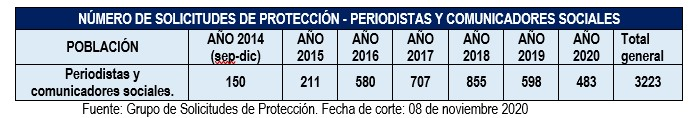 NÚMERO DE SOLICITUDES DE PROTECCIÓN - PERIODISTAS Y COMUNICADORES SOCIALES
POBLACIÓN AÑO 2014 (sep-dic) AÑO 2015 AÑO 2016 AÑO 2017 AÑO 2018 AÑO 2019 AÑO 2020 Total general
Periodistas y comunicadores sociales. 150 211 580 707 855 598 483 3223
Fuente: Grupo de Solicitudes de Protección. Fecha de corte: 08 de noviembre 2020